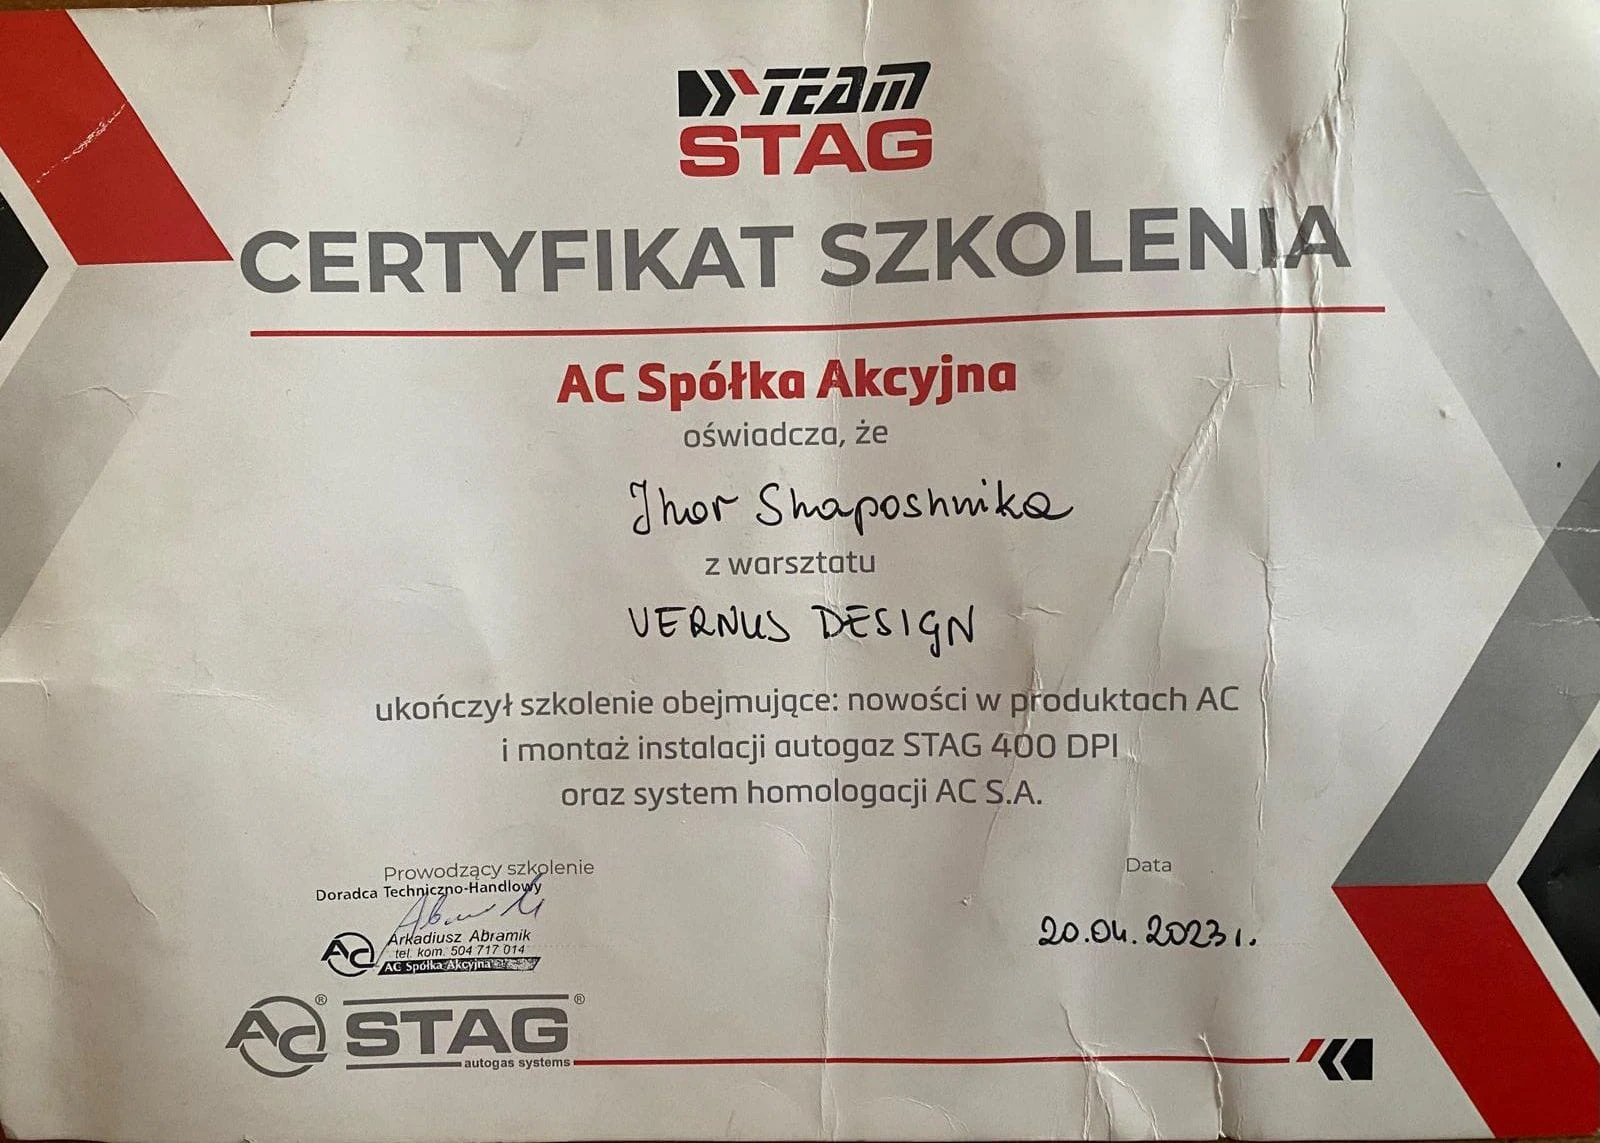 TEAM
STAG
CERTYFIKAT SZKOLENIA
AC Spółka Akcyjna
oświadcza, że
Ihor Shaposhnika
z warsztatu
VERNUS DESIGN
ukończył szkolenie obejmujące: nowości w produktach AC
i montaż instalacji autogaz STAG 400 DPI
oraz system homologacji AC S.A.
Prowodzący szkolenie
Doradca Techniczno-Handlowy
Arkadiusz Abramik
tel. kom. 504 717 014
AC AC Spółka Akcyjna
Data
20.04.2023 r.
AC® STAG®
autogas systems